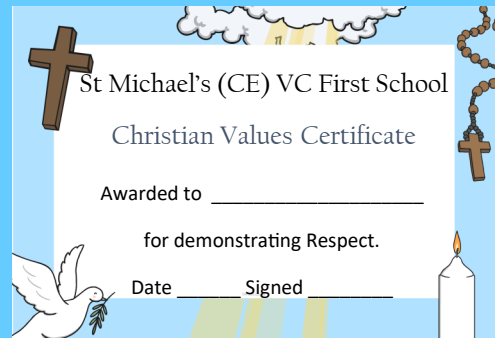 St Michael's (CE) VC First School
Christian Values Certificate
Awarded to ____________________
for demonstrating Respect.
Date ______ Signed ________